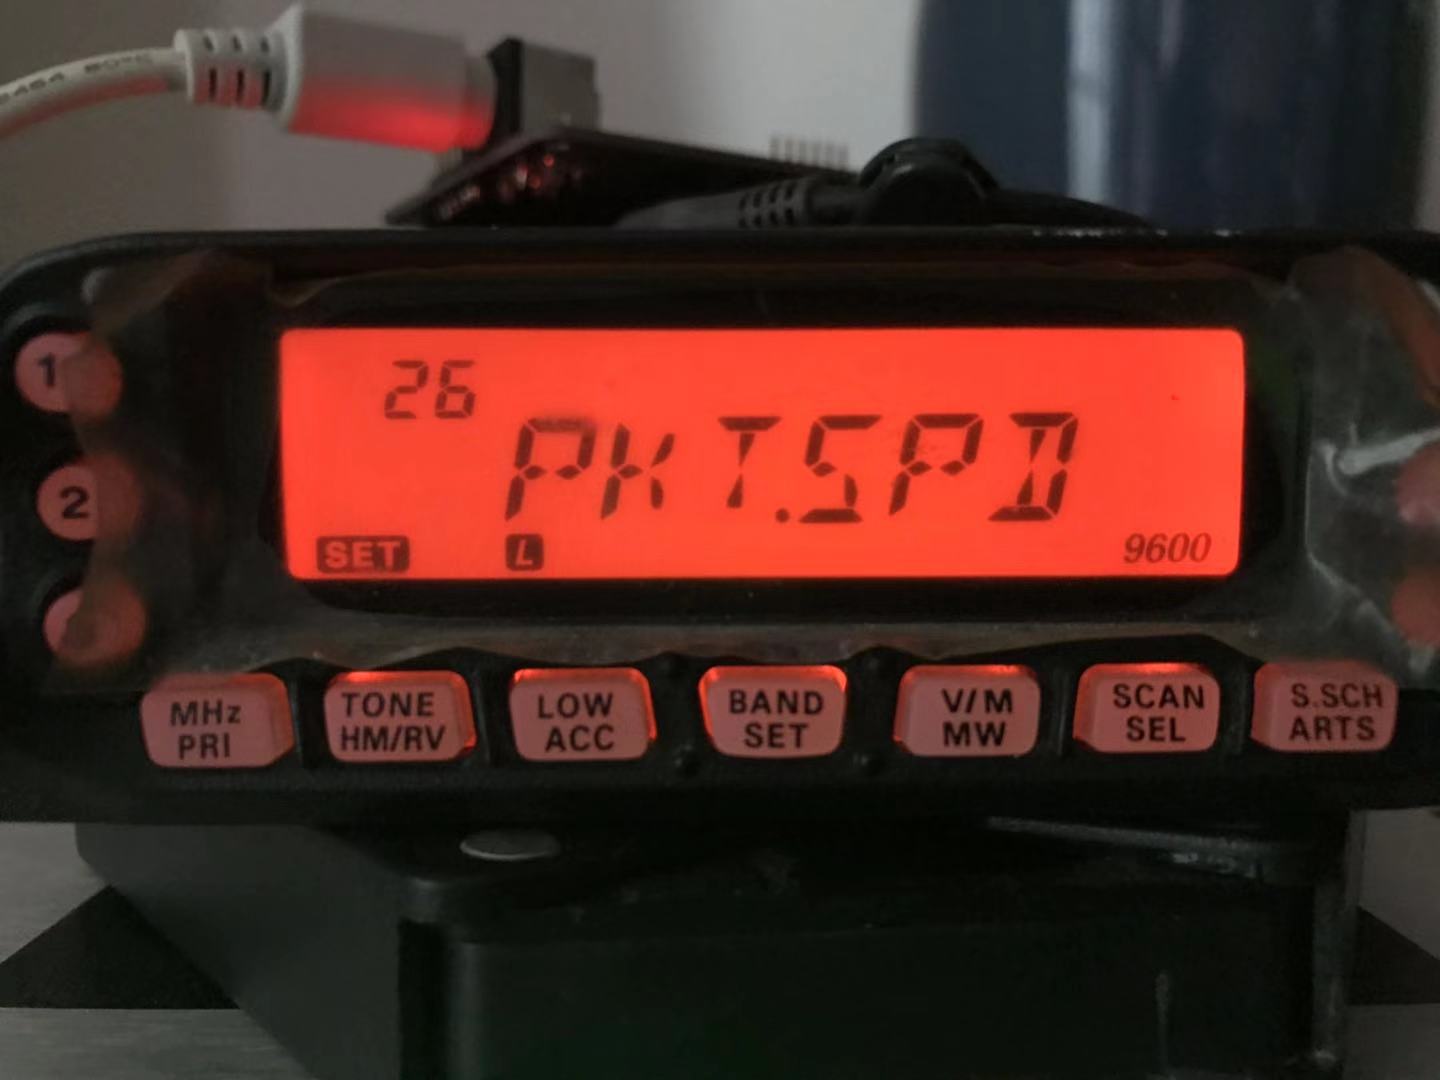 80°C
1
2
26
PKT.SPD
SET L 9600
MHz
PRI
TONE
HM/RV
LOW
ACC
BAND
SET
V/M
MW
SCAN
SEL
S.SCH
ARTS